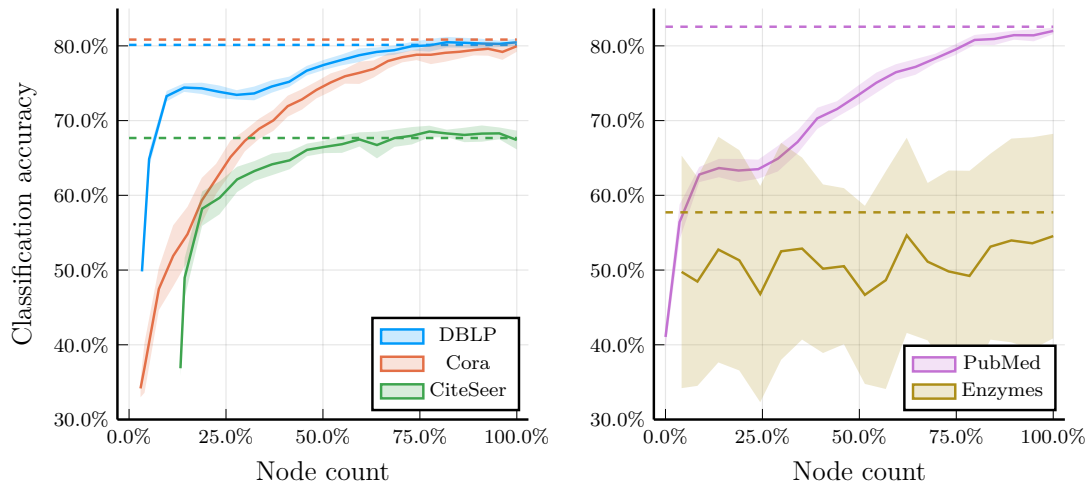 Classification accuracy
80.0%
70.0%
60.0%
50.0%
40.0%
30.0%
0.0% 25.0% 50.0% 75.0% 100.0%
Node count
DBLP
Cora
CiteSeer
80.0%
70.0%
60.0%
50.0%
40.0%
30.0%
0.0% 25.0% 50.0% 75.0% 100.0%
Node count
PubMed
Enzymes